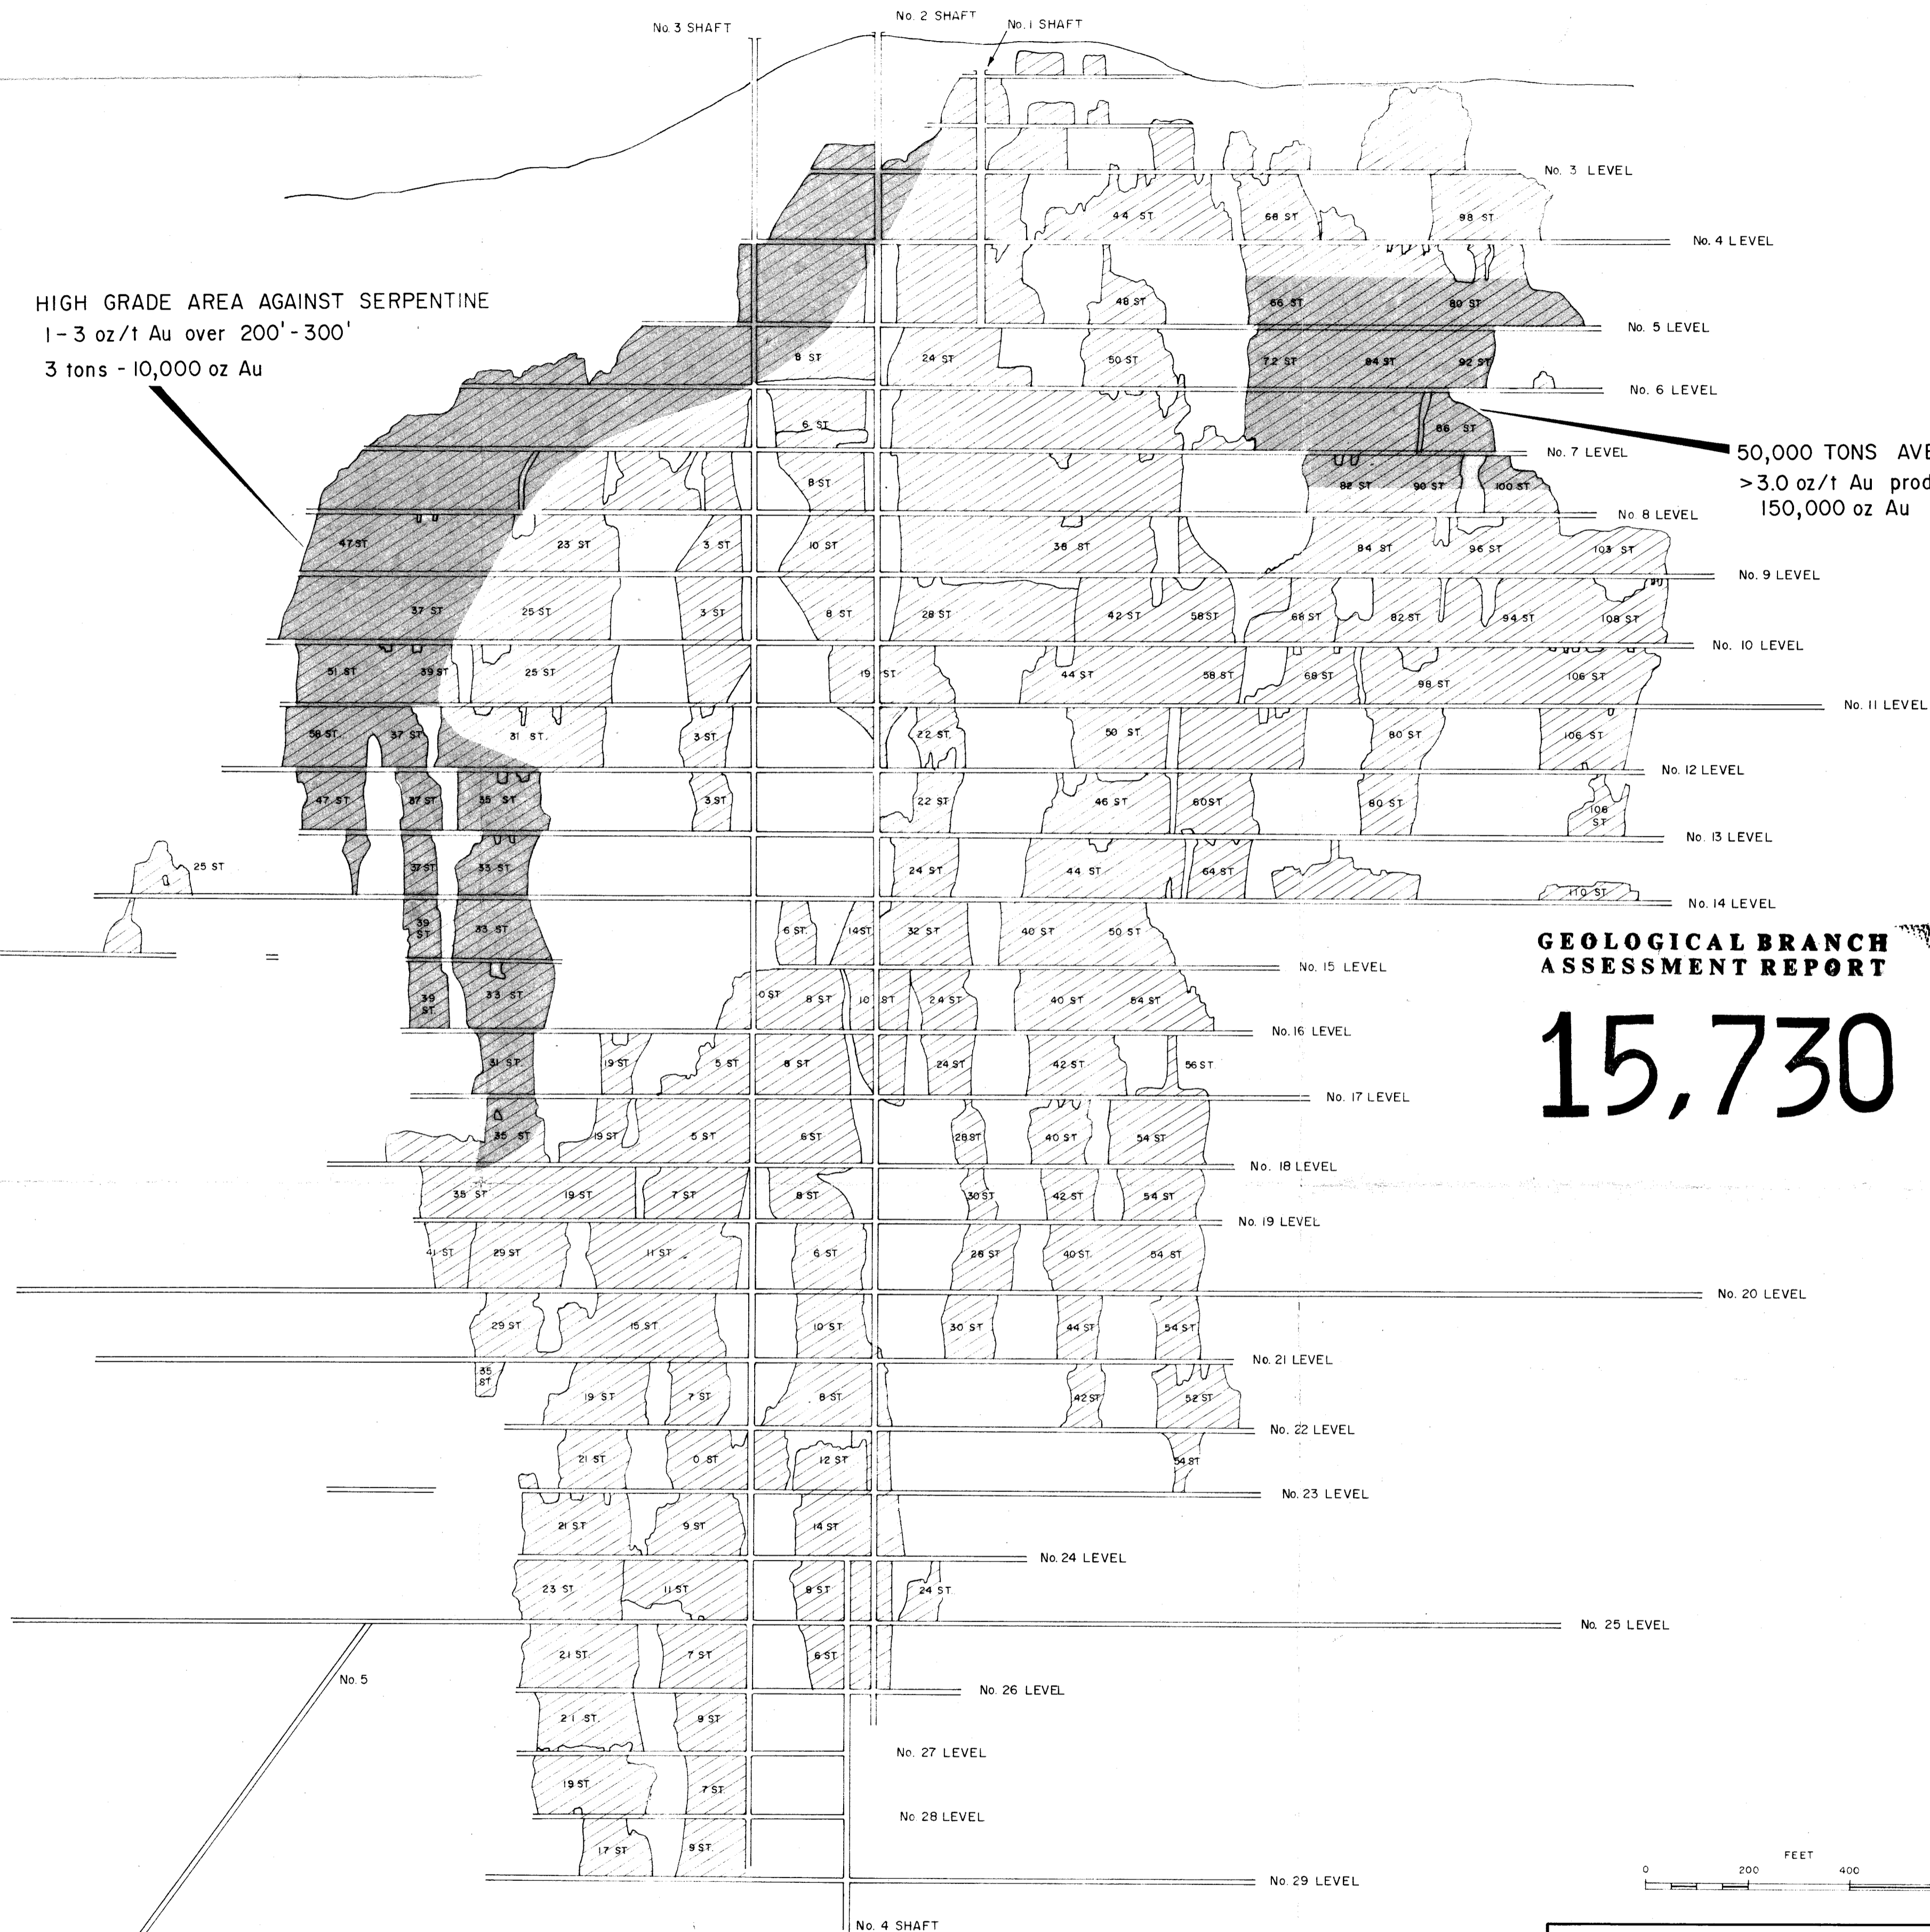 No. 3 SHAFT
No. 2 SHAFT
No. 1 SHAFT
No. 3 LEVEL
44 ST
68 ST
98 ST.
No. 4 LEVEL
HIGH GRADE AREA AGAINST SERPENTINE
1-3 oz/t Au over 200'-300'
3 tons - 10,000 oz Au
48 ST
66 ST
80 ST
No. 5 LEVEL
8 ST
24 ST
50 ST
72 ST
84 ST
92 ST
No. 6 LEVEL
6 ST
86 ST
No. 7 LEVEL
50,000 TONS AVE
>3.0 oz/t Au prod
150,000 oz Au
8 ST
82 ST
90 ST
100 ST
No. 8 LEVEL
47 ST
23 ST
3 ST
10 ST
38 ST
84 ST
96 ST
103 ST
No. 9 LEVEL
37 ST
25 ST
3 ST
8 ST
28 ST
42 ST
58 ST
68 ST
82 ST
94 ST
108 ST
No. 10 LEVEL
51 ST
39 ST
25 ST
19 ST
44 ST
58 ST
68 ST
98 ST
106 ST
No. 11 LEVEL
58 ST.
37 ST
31 ST.
3 ST.
22 ST.
50 ST.
80 ST
106 ST
No. 12 LEVEL
47 ST.
37 ST
35 ST
3 ST
22 ST
46 ST
60 ST
80 ST
108 ST
No. 13 LEVEL
25 ST
37 ST
33 ST
24 ST
44 ST
64 ST
110 ST
No. 14 LEVEL
39 ST
33 ST
6 ST.
14 ST
32 ST
40 ST
50 ST
No. 15 LEVEL
GEOLOGICAL BRANCH
ASSESSMENT REPORT
15,730
39 ST.
33 ST
0 ST
8 ST
10 ST
24 ST
40 ST
54 ST
No. 16 LEVEL
31 ST.
19 ST
5 ST
8 ST
24 ST
42 ST
56 ST
No. 17 LEVEL
35 ST
19 ST
5 ST
6 ST
28 ST
40 ST
54 ST
No. 18 LEVEL
35 ST
19 ST
7 ST
8 ST
30 ST
42 ST
54 ST
No. 19 LEVEL
41 ST
29 ST
11 ST
6 ST
28 ST
40 ST
54 ST
No. 20 LEVEL
29 ST
15 ST
10 ST
30 ST
44 ST
54 ST
No. 21 LEVEL
35 ST
19 ST
7 ST
8 ST
42 ST
52 ST
No. 22 LEVEL
21 ST
0 ST
12 ST
54 ST
No. 23 LEVEL
21 ST
9 ST
14 ST
No. 24 LEVEL
23 ST
11 ST
8 ST
24 ST
No. 25 LEVEL
21 ST.
7 ST
6 ST
No. 5
No. 26 LEVEL
21 ST.
9 ST
No. 27 LEVEL
19 ST
7 ST
No. 28 LEVEL
17 ST
9 ST.
FEET
0 200 400
No. 29 LEVEL
No. 4 SHAFT